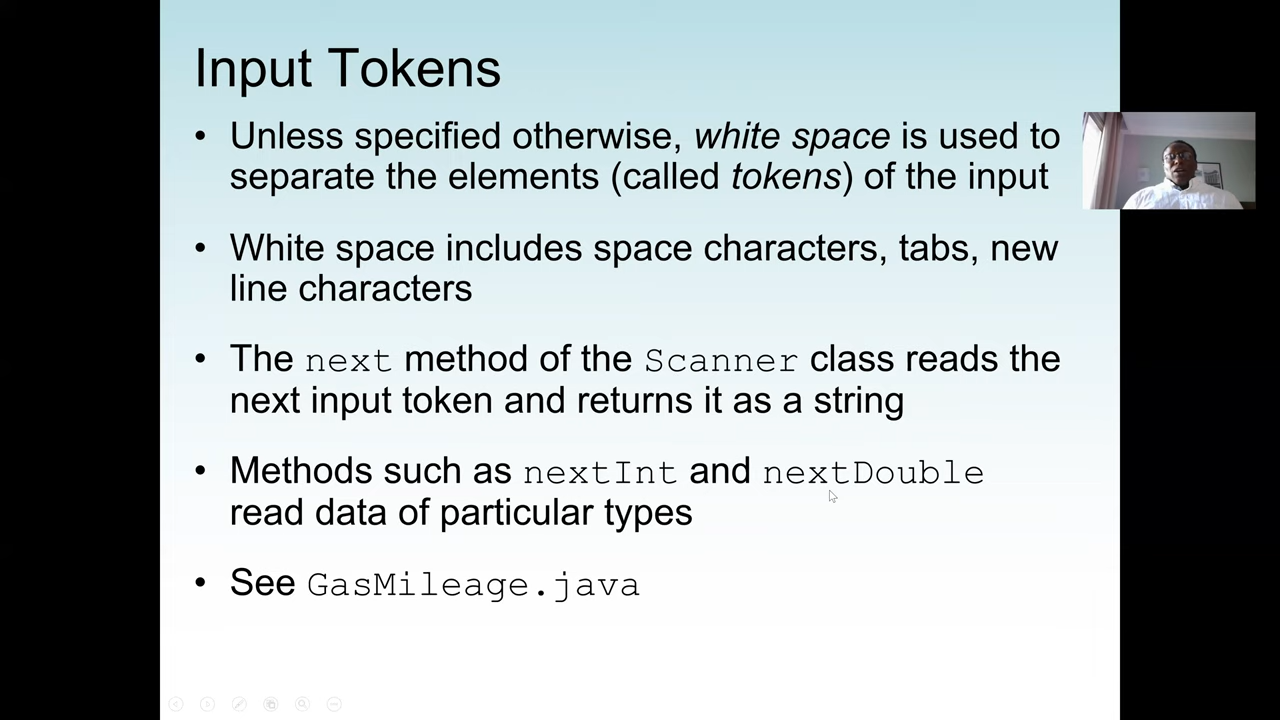 Input Tokens
• Unless specified otherwise, white space is used to
separate the elements (called tokens) of the input
• White space includes space characters, tabs, new
line characters
• The next method of the Scanner class reads the
next input token and returns it as a string
• Methods such as nextInt and nextDouble
read data of particular types
• See GasMileage.java